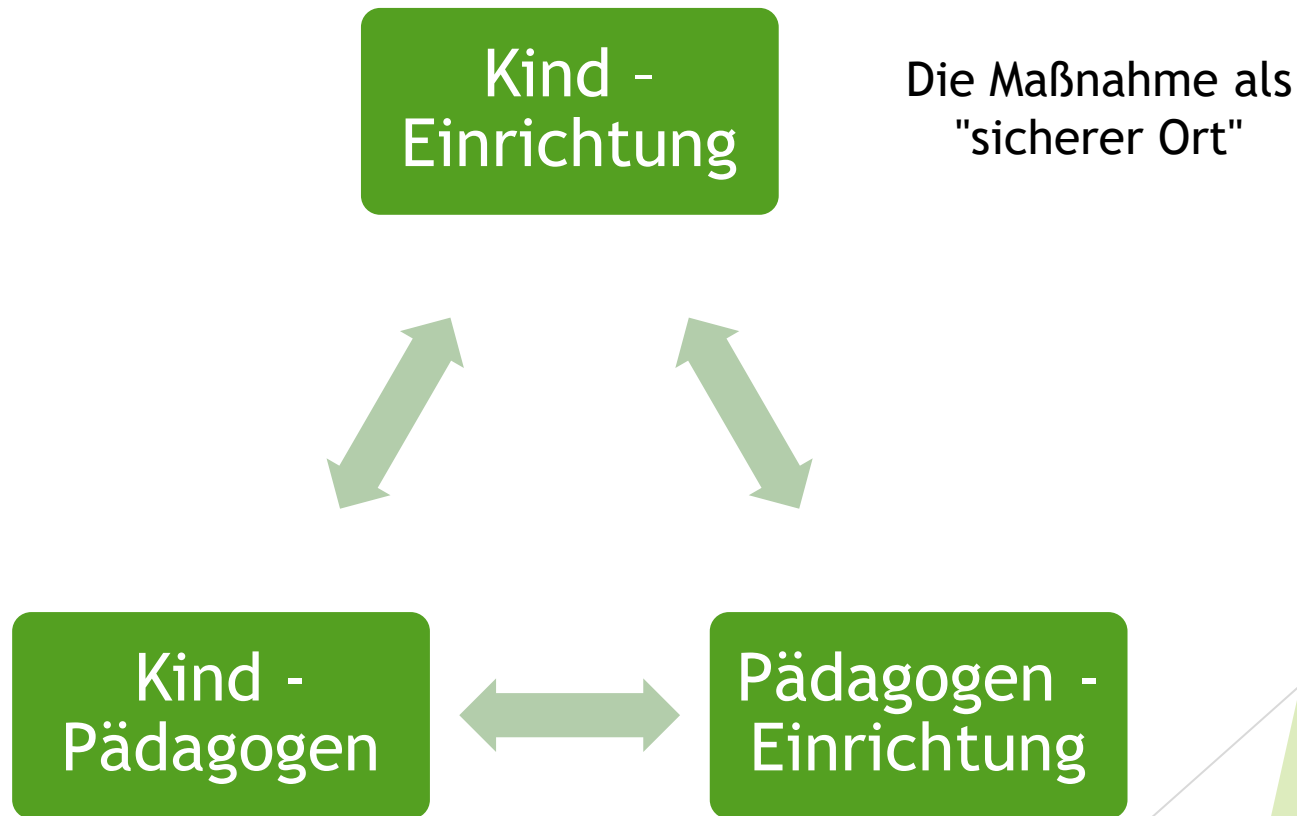 Kind –
Einrichtung
Die Maßnahme als
"sicherer Ort"
Kind -
Pädagogen
Pädagogen -
Einrichtung